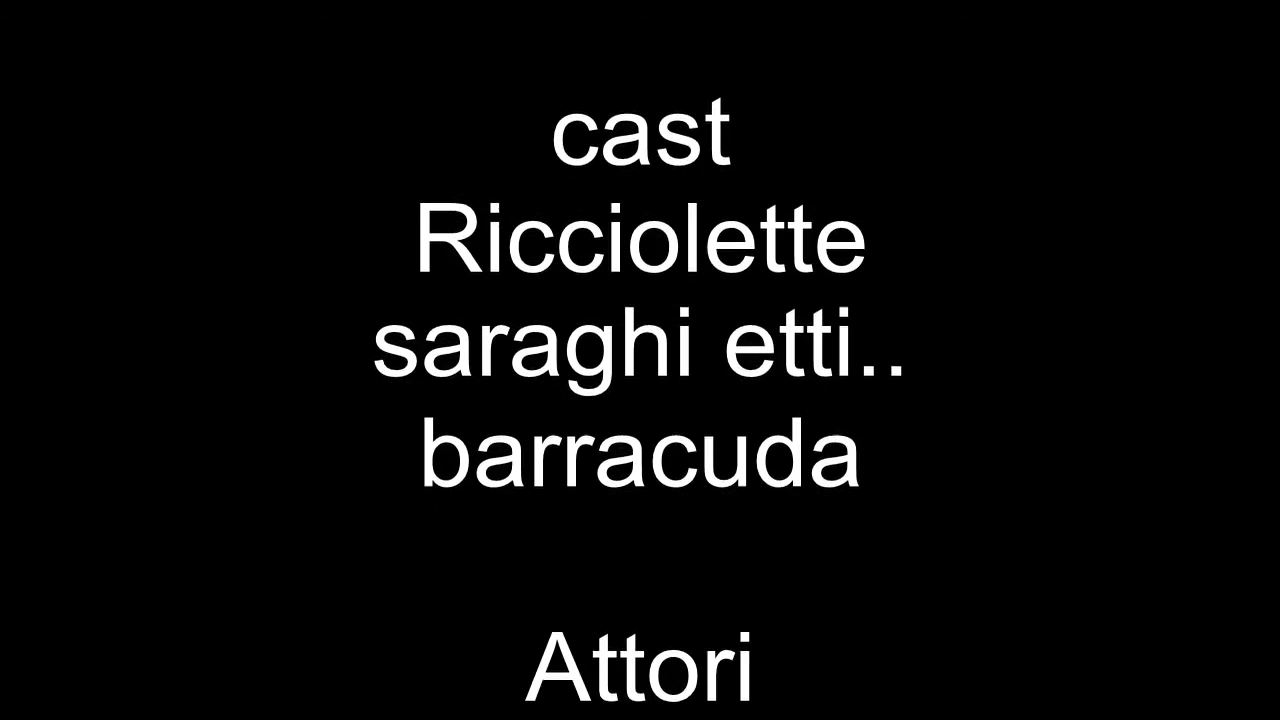 cast
Ricciolette
saraghi etti..
barracuda
Attori